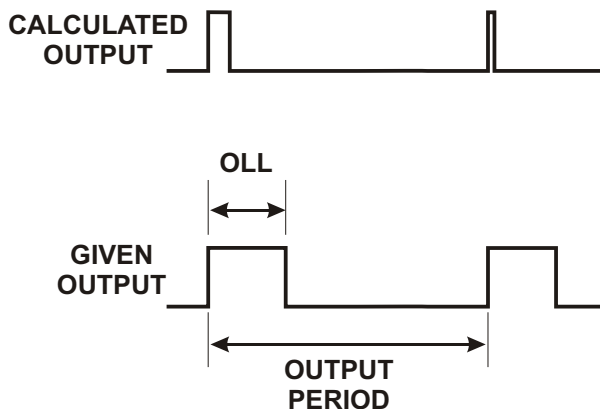 CALCULATED
OUTPUT
OLL
GIVEN
OUTPUT
OUTPUT
PERIOD